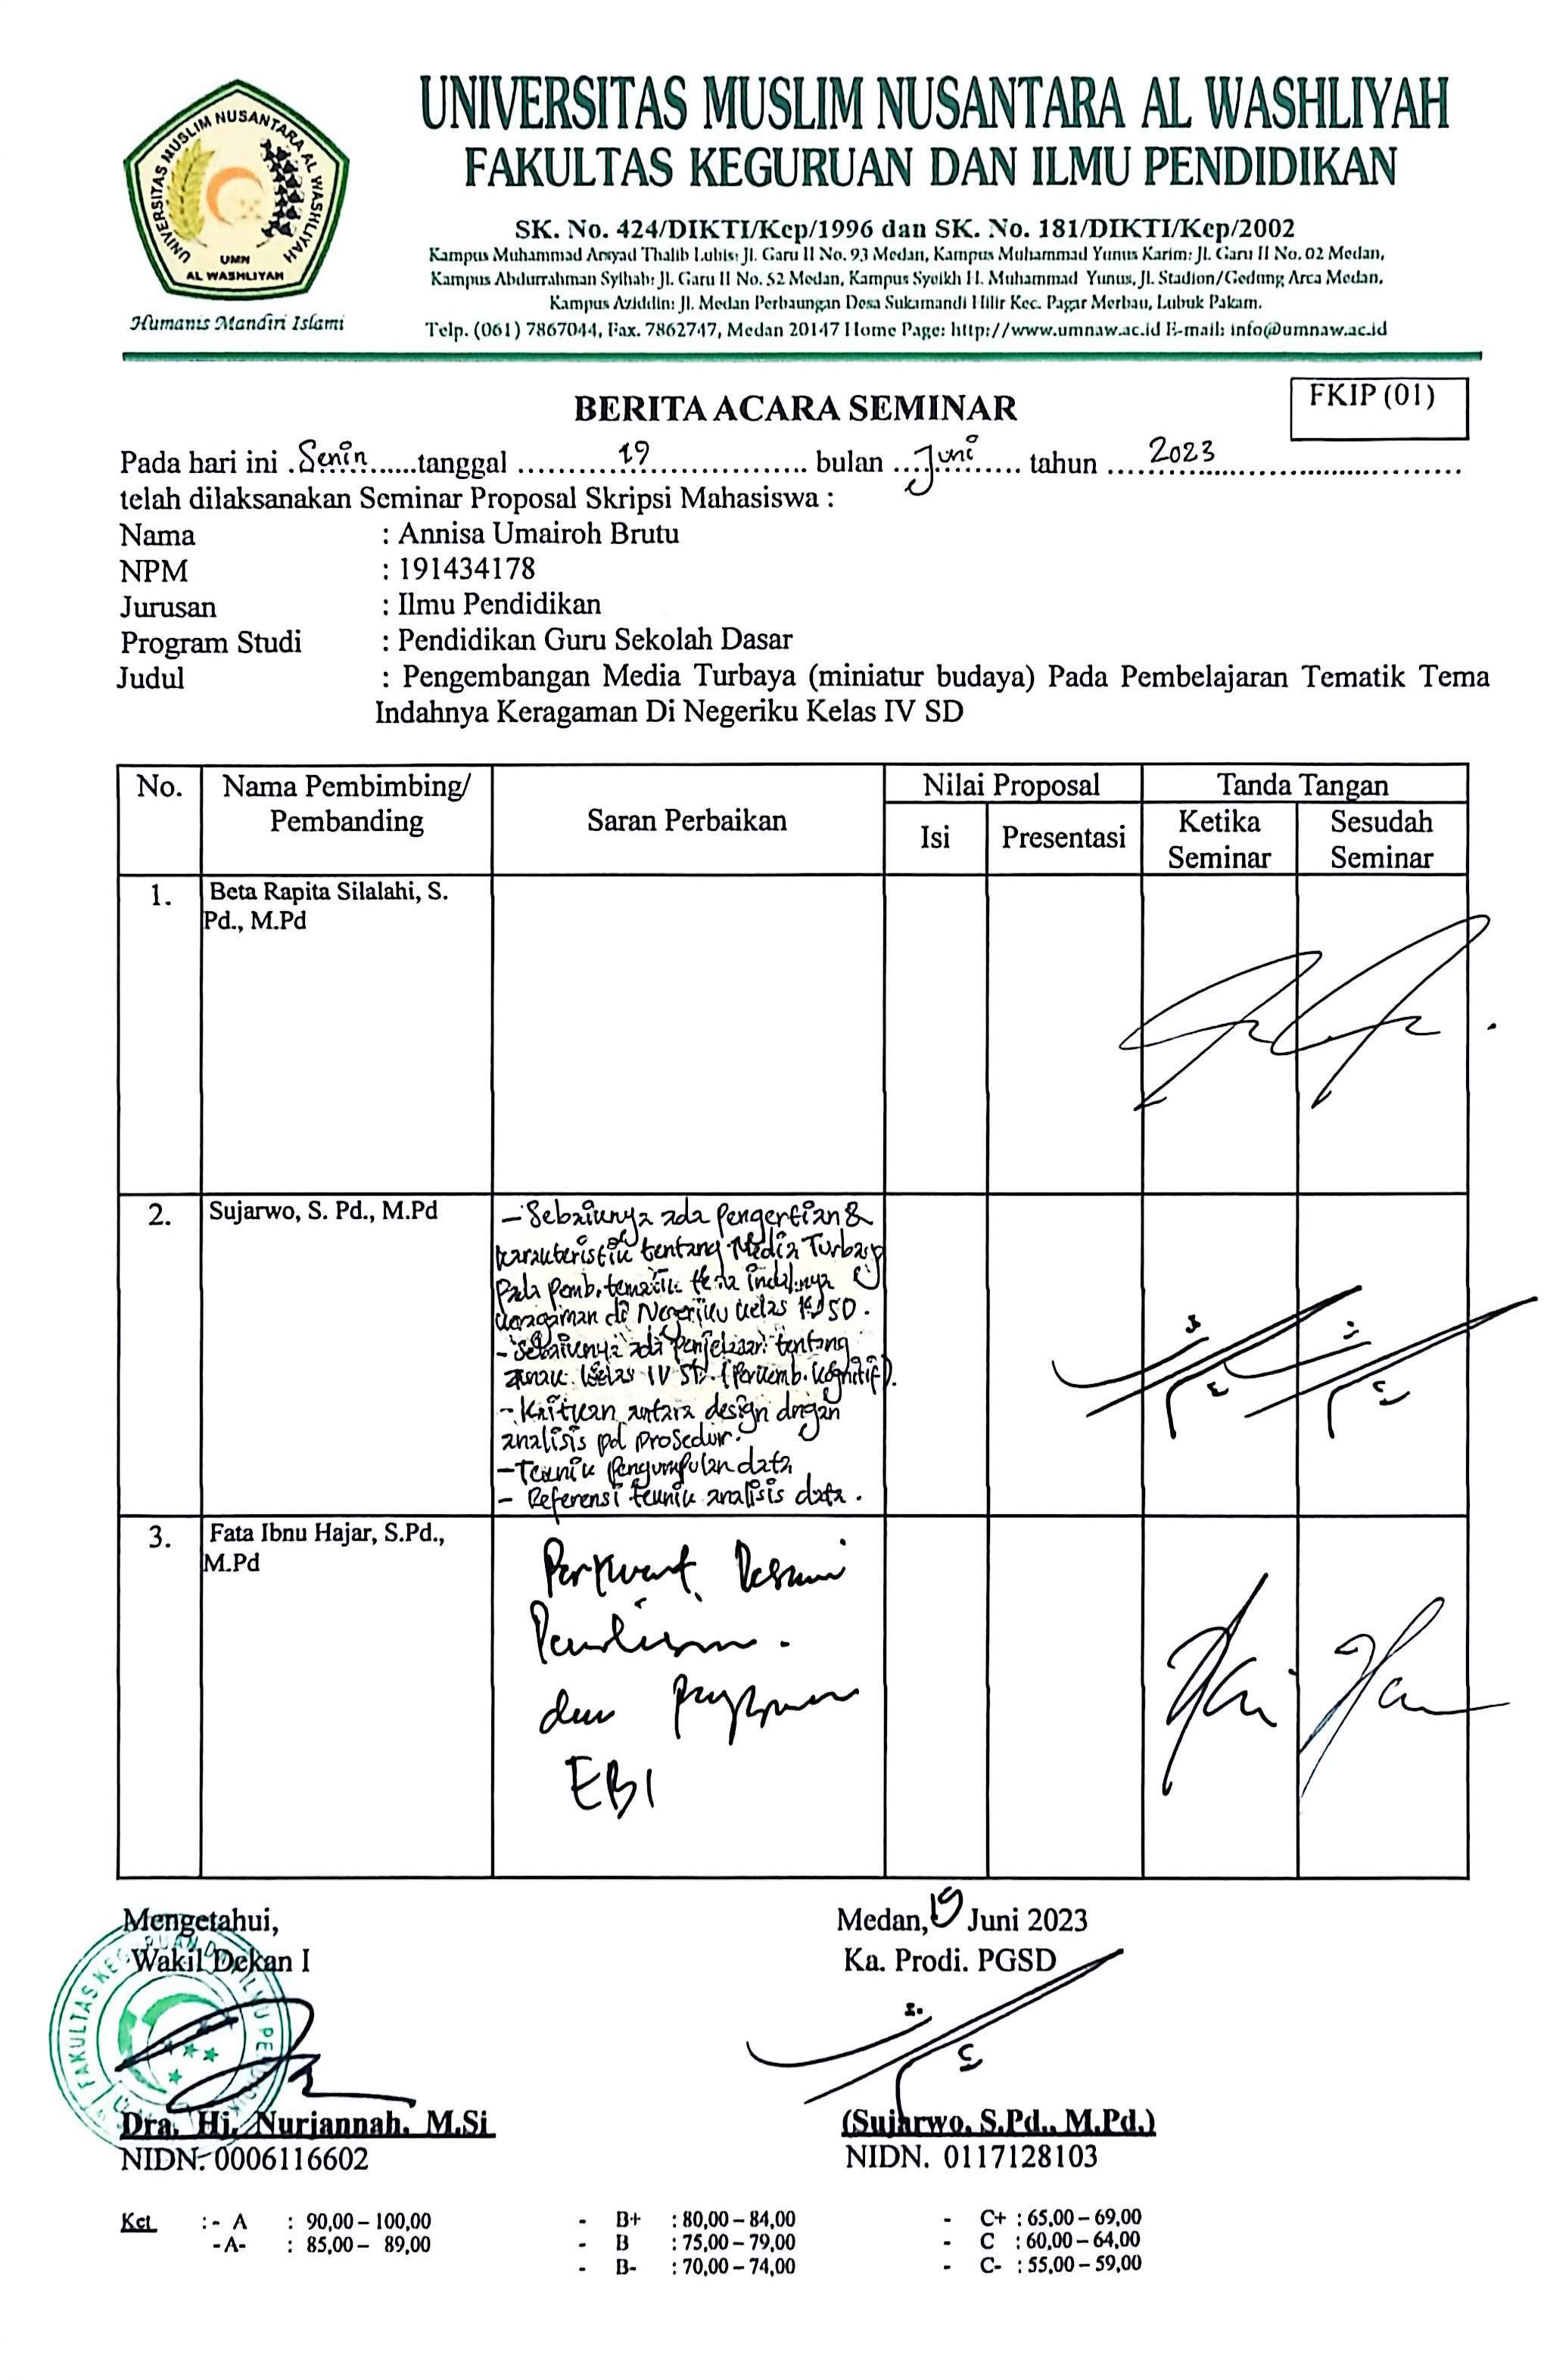 UNIVERSITAS MUSLIM NUSANTARA AL WASHLIYAH
UMN
AL WASHLIYAH
Humanis Mandiri Islami
UNIVERSITAS MUSLIM NUSANTARA AL WASHLIYAH
FAKULTAS KEGURUAN DAN ILMU PENDIDIKAN
SK. No. 424/DIKTI/Kep/1996 dan SK. No. 181/DIKTI/Kep/2002
Kampus Muhammad Arsyad Thalib Lubis: Jl. Garu II No. 93 Medan, Kampus Muhammad Yunus Karim: Jl. Garu II No. 02 Medan,
Kampus Abdurrahman Syihab: Jl. Garu II No. 52 Medan, Kampus Syeikh H. Muhammad Yunus, Jl. Stadion/Gedung Arca Medan,
Kampus Aziddin: Jl. Medan Perbaungan Desa Sukamandi Hilir Kec. Pagar Merbau, Lubuk Pakam.
Telp. (061) 7867044, Fax. 7862747, Medan 20147 Home Page: http://www.umnaw.ac.id E-mail: info@umnaw.ac.id
FKIP (01)
BERITA ACARA SEMINAR
Pada hari ini Senin tanggal 19 bulan Juni tahun 2023
telah dilaksanakan Seminar Proposal Skripsi Mahasiswa :
Nama : Annisa Umairoh Brutu
NPM : 191434178
Jurusan : Ilmu Pendidikan
Program Studi : Pendidikan Guru Sekolah Dasar
Judul : Pengembangan Media Turbaya (miniatur budaya) Pada Pembelajaran Tematik Tema
Indahnya Keragaman Di Negeriku Kelas IV SD
No. Nama Pembimbing/ Pembanding Saran Perbaikan Nilai Proposal Tanda Tangan
Isi Presentasi Ketika Seminar Sesudah Seminar
1. Beta Rapita Silalahi, S.
Pd., M.Pd
2. Sujarwo, S. Pd., M.Pd
- Sebaiknya ada pengertian &
karakteristik tentang Media Turbaya
pada pemb. tematik tema indahnya
keragaman di Negeriku kelas IV SD.
- Sebaiknya ada penjelasan tentang
anak kelas IV SD. (perkemb. kognitif).
- Kaitkan antara design dngan
analisis pd prosedur.
- Teknik pengumpulan data
- Referensi teknik analisis data.
3. Fata Ibnu Hajar, S.Pd.,
M.Pd
Perkuat
dan
EBI
Mengetahui,
Wakil Dekan I
Dra. Hj. Nurjannah, M.Si
NIDN. 0006116602
Medan, 19 Juni 2023
Ka. Prodi. PGSD
(Sujarwo, S.Pd., M.Pd.)
NIDN. 0117128103
Ket : - A : 90,00 – 100,00 - B+ : 80,00 – 84,00 - C+ : 65,00 – 69,00
- A- : 85,00 – 89,00 - B : 75,00 – 79,00 - C : 60,00 – 64,00
- B- : 70,00 – 74,00 - C- : 55,00 – 59,00